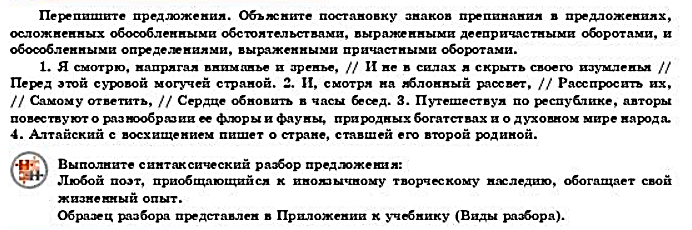 Перепишите предложения. Объясните постановку знаков препинания в предложениях,
осложненных обособленными обстоятельствами, выраженными деепричастными оборотами, и
обособленными определениями, выраженными причастными оборотами.
1. Я смотрю, напрягая вниманье и зренье, // И не в силах я скрыть своего изумленья //
Перед этой суровой могучей страной. 2. И, смотря на яблонный рассвет, // Расспросить их,
// Самому ответить, // Сердце обновить в часы бесед. 3. Путешествуя по республике, авторы
повествуют о разнообразии ее флоры и фауны, природных богатствах и о духовном мире народа.
4. Алтайский с восхищением пишет о стране, ставшей его второй родиной.
Выполните синтаксический разбор предложения:
Любой поэт, приобщающийся к иноязычному творческому наследию, обогащает свой
жизненный опыт.
Образец разбора представлен в Приложении к учебнику (Виды разбора).